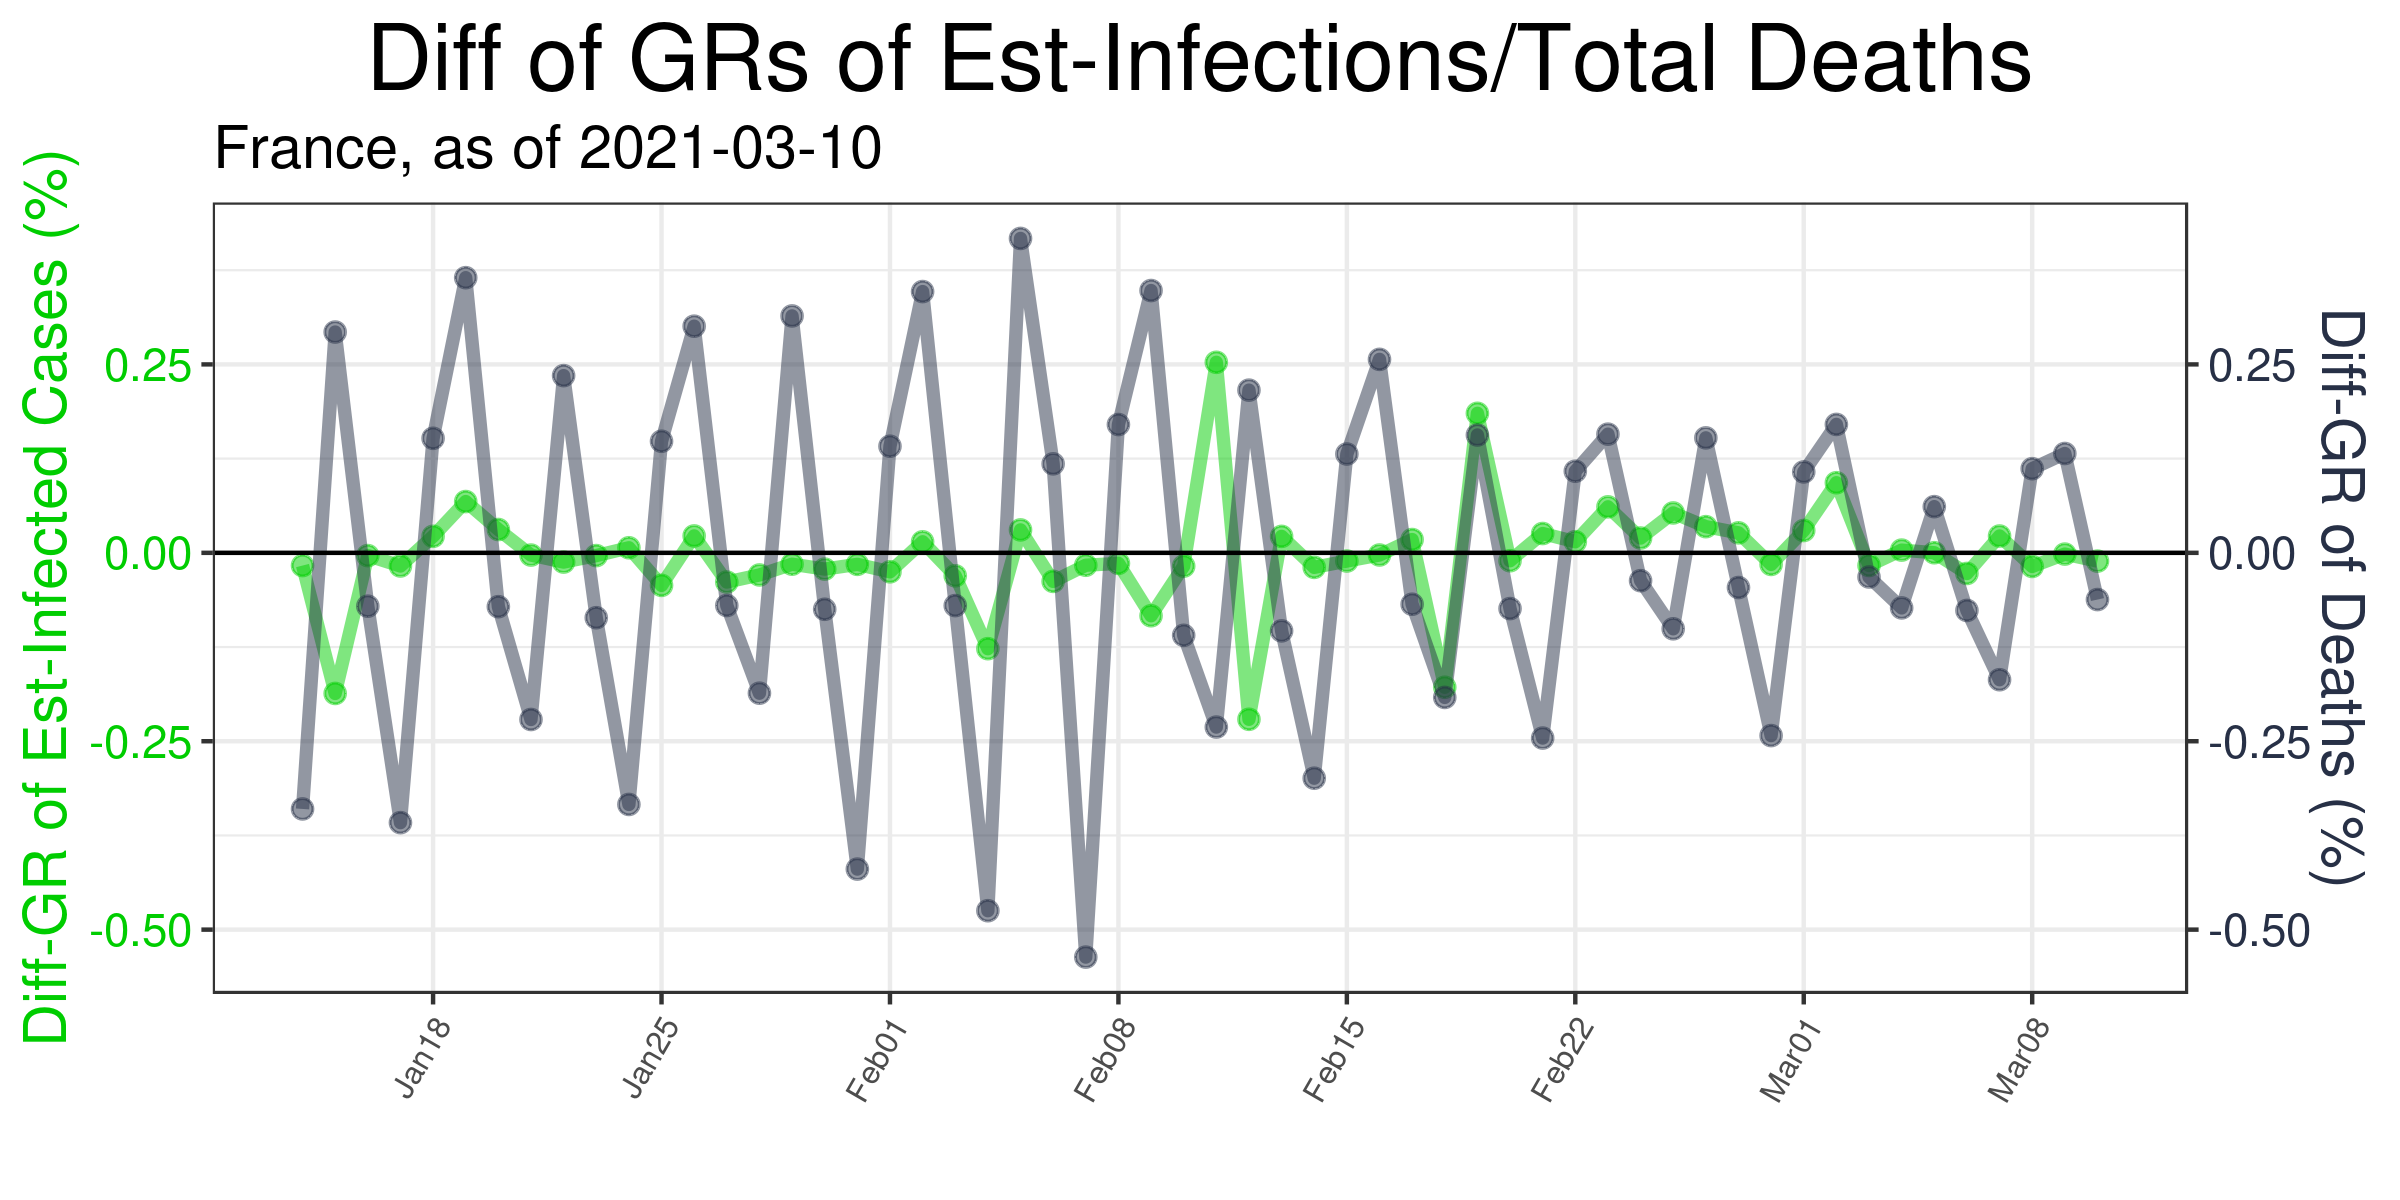 Diff of GRs of Est-Infections/Total Deaths
France, as of 2021-03-10
Diff-GR of Est-Infected Cases (%)
0.25
0.00
-0.25
-0.50
0.25
0.00
-0.25
-0.50
Diff-GR of Deaths (%)
Jan18
Jan25
Feb01
Feb08
Feb15
Feb22
Mar01
Mar08